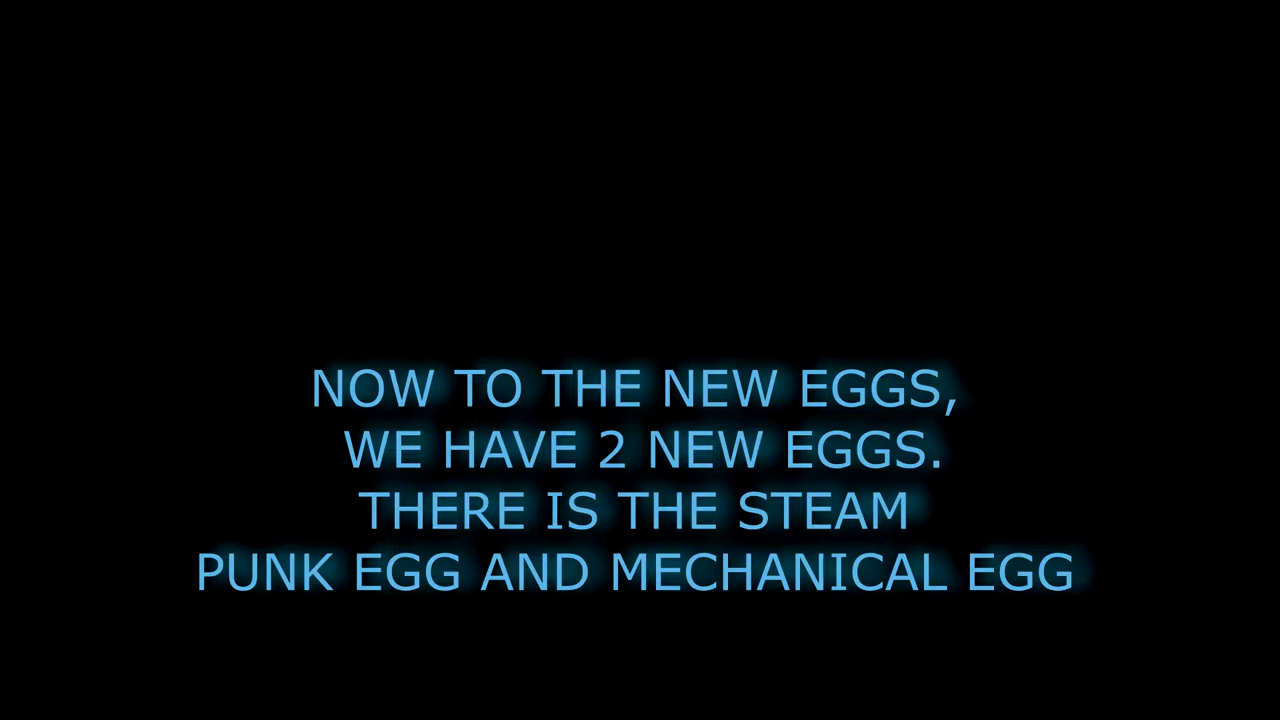 NOW TO THE NEW EGGS,
WE HAVE 2 NEW EGGS.
THERE IS THE STEAM
PUNK EGG AND MECHANICAL EGG